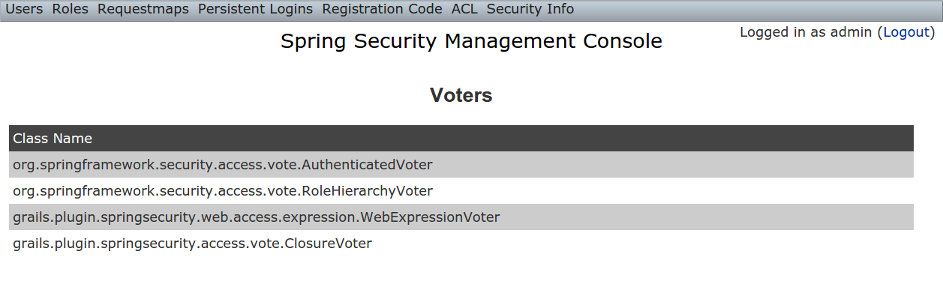 Users Roles Requestmaps Persistent Logins Registration Code ACL Security Info
Logged in as admin (Logout)
Spring Security Management Console
Voters
Class Name
org.springframework.security.access.vote.AuthenticatedVoter
org.springframework.security.access.vote.RoleHierarchyVoter
grails.plugin.springsecurity.web.access.expression.WebExpressionVoter
grails.plugin.springsecurity.access.vote.ClosureVoter